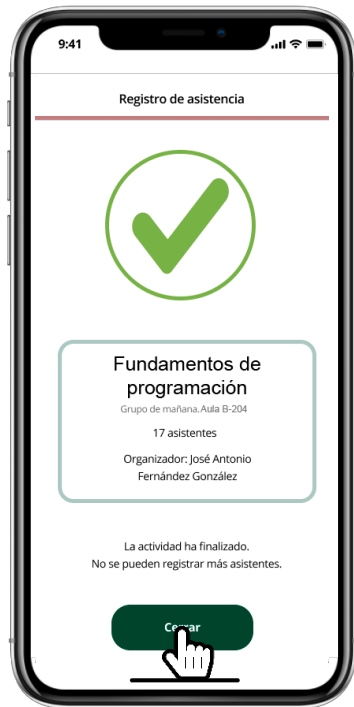 9:41
Registro de asistencia
Fundamentos de
programación
Grupo de mañana.Aula B-204
17 asistentes
Organizador: José Antonio
Fernández González
La actividad ha finalizado.
No se pueden registrar más asistentes.
Cerrar